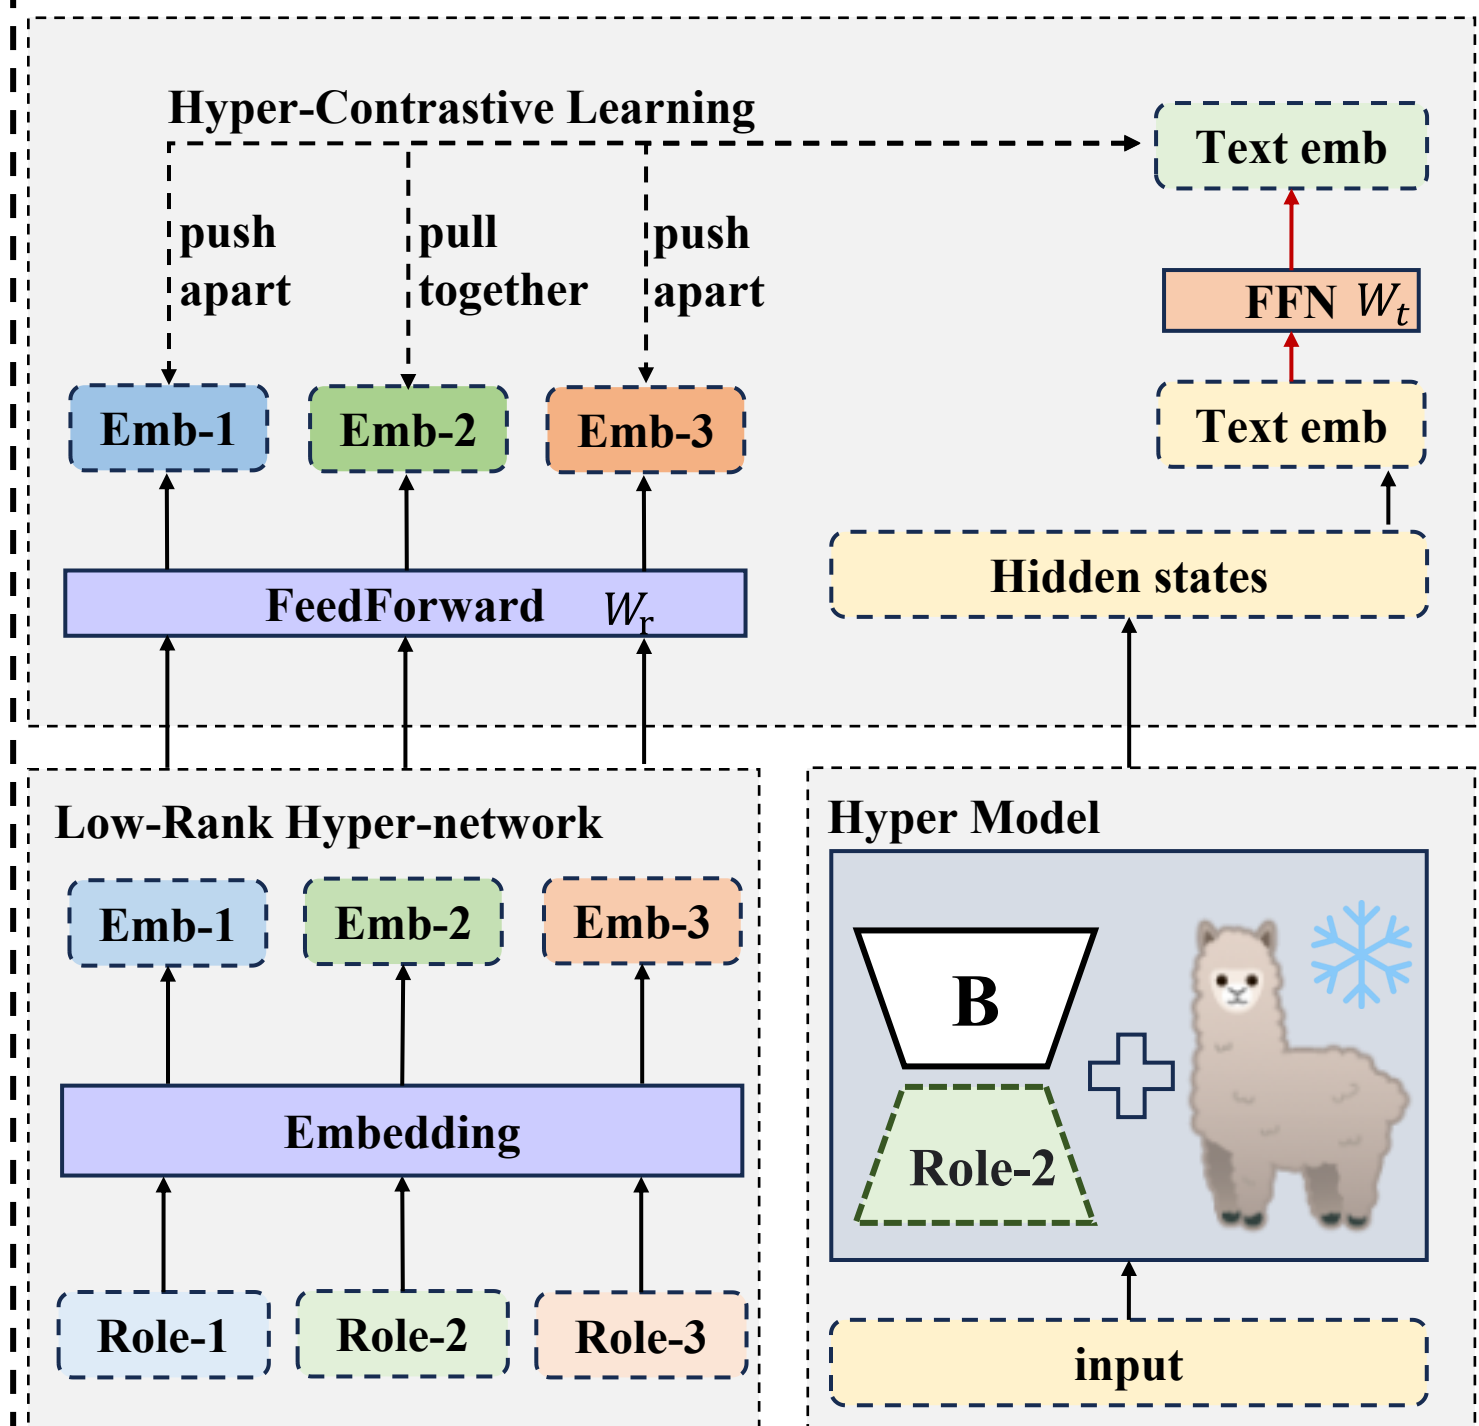 Hyper-Contrastive Learning
Text emb
push
apart
pull
together
push
apart
FFN W_t
Emb-1
Emb-2
Emb-3
Text emb
Hidden states
FeedForward W_r
Low-Rank Hyper-network
Emb-1
Emb-2
Emb-3
Embedding
Role-1
Role-2
Role-3
Hyper Model
B
Role-2
input